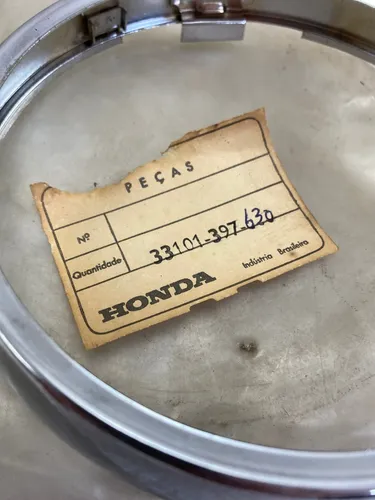 PEÇAS
Nº
Quantidade
33101-397-630
HONDA
Indústria Brasileira